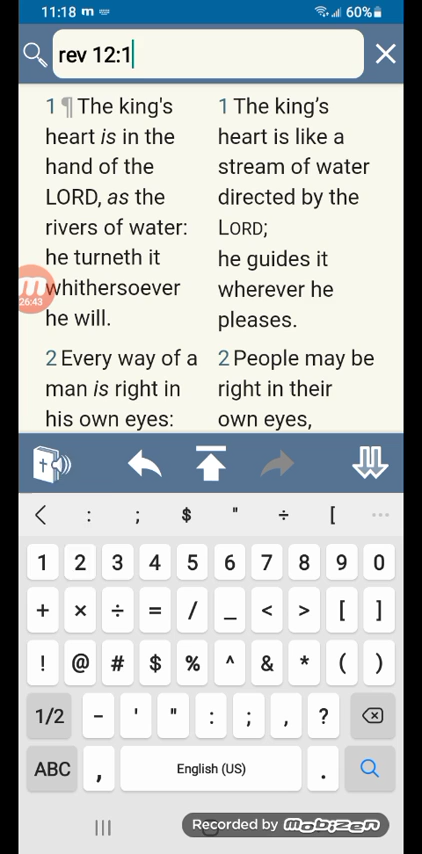 11:18 m 60%
rev 12:1
1 ¶ The king's
heart is in the
hand of the
LORD, as the
rivers of water:
he turneth it
whithersoever
he will.
2 Every way of a
man is right in
his own eyes:
1 The king’s
heart is like a
stream of water
directed by the
LORD;
he guides it
wherever he
pleases.
2 People may be
right in their
own eyes,
m
26:43
: ; $ " ÷ [ ...
1 2 3 4 5 6 7 8 9 0
+ × ÷ = / _ < > [ ]
! @ # $ % ^ & * ( )
1/2 - ' " : ; , ?
ABC , English (US) .
Recorded by mobizen